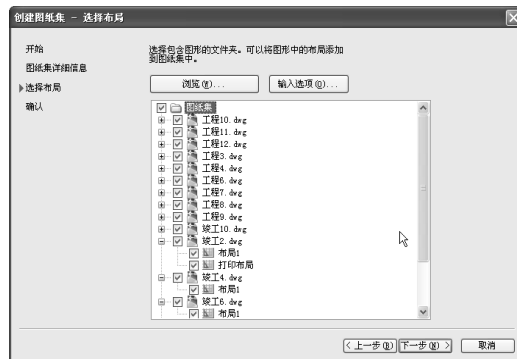 创建图纸集 - 选择布局
开始
图纸集详细信息
选择布局
确认
选择包含图形的文件夹。可以将图形中的布局添加
到图纸集中。
浏览(W)...
输入选项(O)...
图纸集
工程10.dwg
工程11.dwg
工程12.dwg
工程3.dwg
工程4.dwg
工程6.dwg
工程7.dwg
工程8.dwg
工程9.dwg
竣工10.dwg
竣工2.dwg
布局1
打印布局
竣工4.dwg
布局1
竣工6.dwg
布局1
<上一步(B) 下一步(N)> 取消